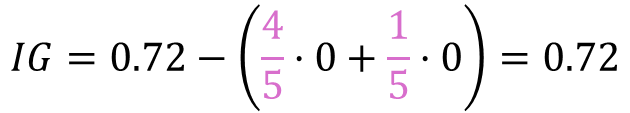 IG = 0.72 − (4/5 · 0 + 1/5 · 0) = 0.72